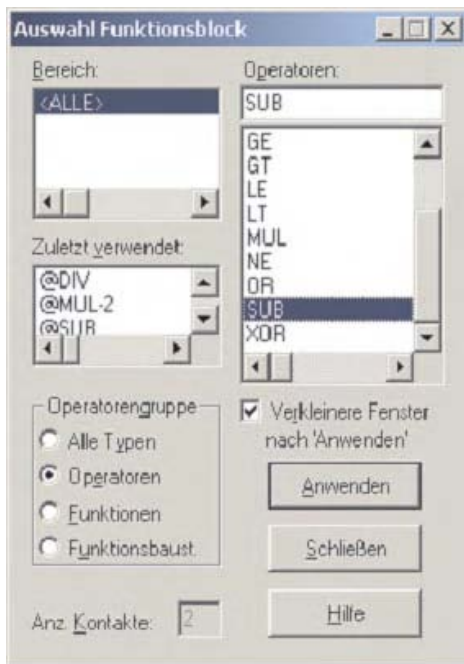 Auswahl Funktionsblock
Bereich:
<ALLE>
Zuletzt verwendet:
@DIV
@MUL-2
@SUB
Operatorengruppe
Alle Typen
Operatoren
Funktionen
Funktionsbaust.
Anz. Kontakte: 2
Operatoren:
SUB
GE
GT
LE
LT
MUL
NE
OR
SUB
XOR
Verkleinere Fenster
nach 'Anwenden'
Anwenden
Schließen
Hilfe